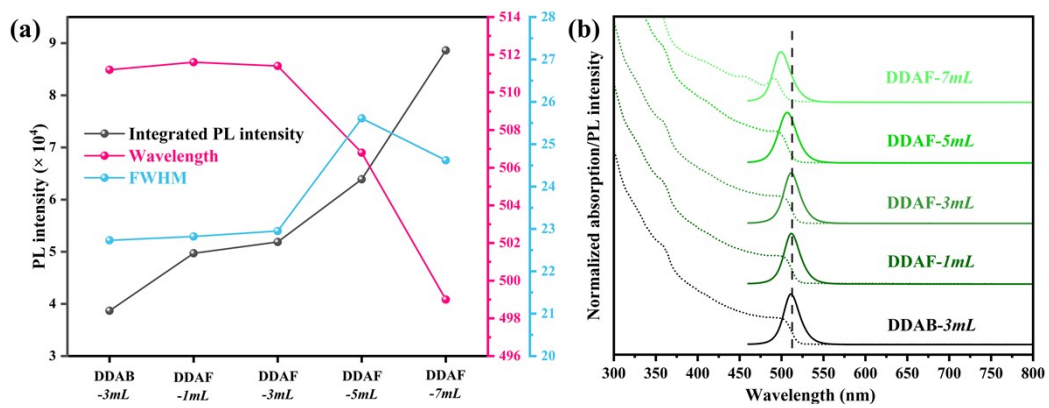 (a)
PL intensity (× 10⁴)
9
8
7
6
5
4
3
Integrated PL intensity
Wavelength
FWHM
DDAB
-3mL
DDAF
-1mL
DDAF
-3mL
DDAF
-5mL
DDAF
-7mL
514
512
510
508
506
504
502
500
498
496
28
27
26
25
24
23
22
21
20
(b)
Normalized absorption/PL intensity
DDAF-7mL
DDAF-5mL
DDAF-3mL
DDAF-1mL
DDAB-3mL
300 350 400 450 500 550 600 650 700 750 800
Wavelength (nm)